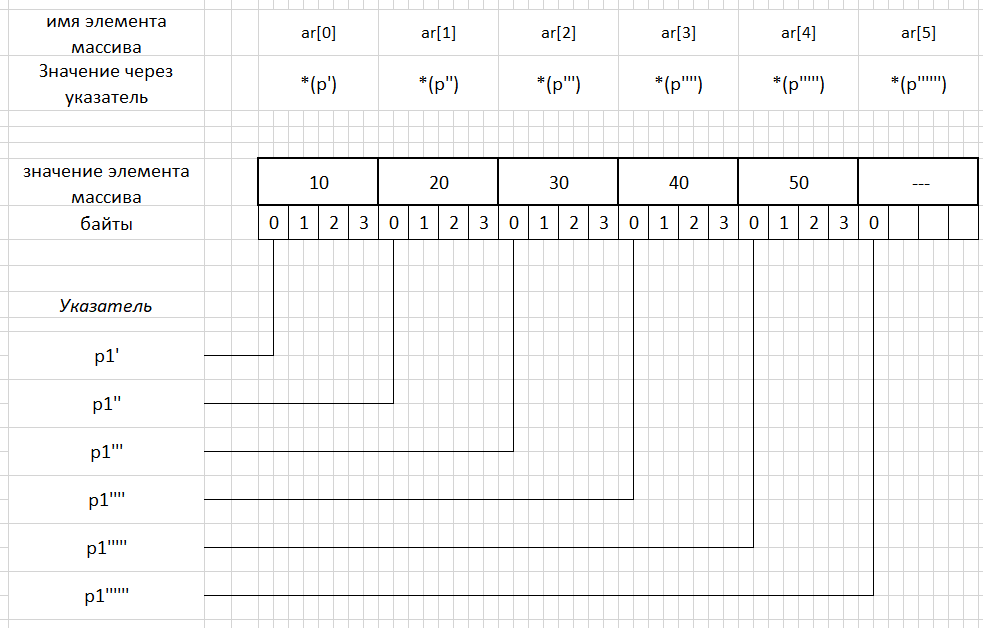 имя элемента массива ar[0] ar[1] ar[2] ar[3] ar[4] ar[5]
Значение через указатель *(p') *(p'') *(p''') *(p'''') *(p''''') *(p'''''')
значение элемента массива 10 20 30 40 50 ---
байты 0 1 2 3 0 1 2 3 0 1 2 3 0 1 2 3 0 1 2 3 0
Указатель
p1'
p1''
p1'''
p1''''
p1'''''
p1''''''